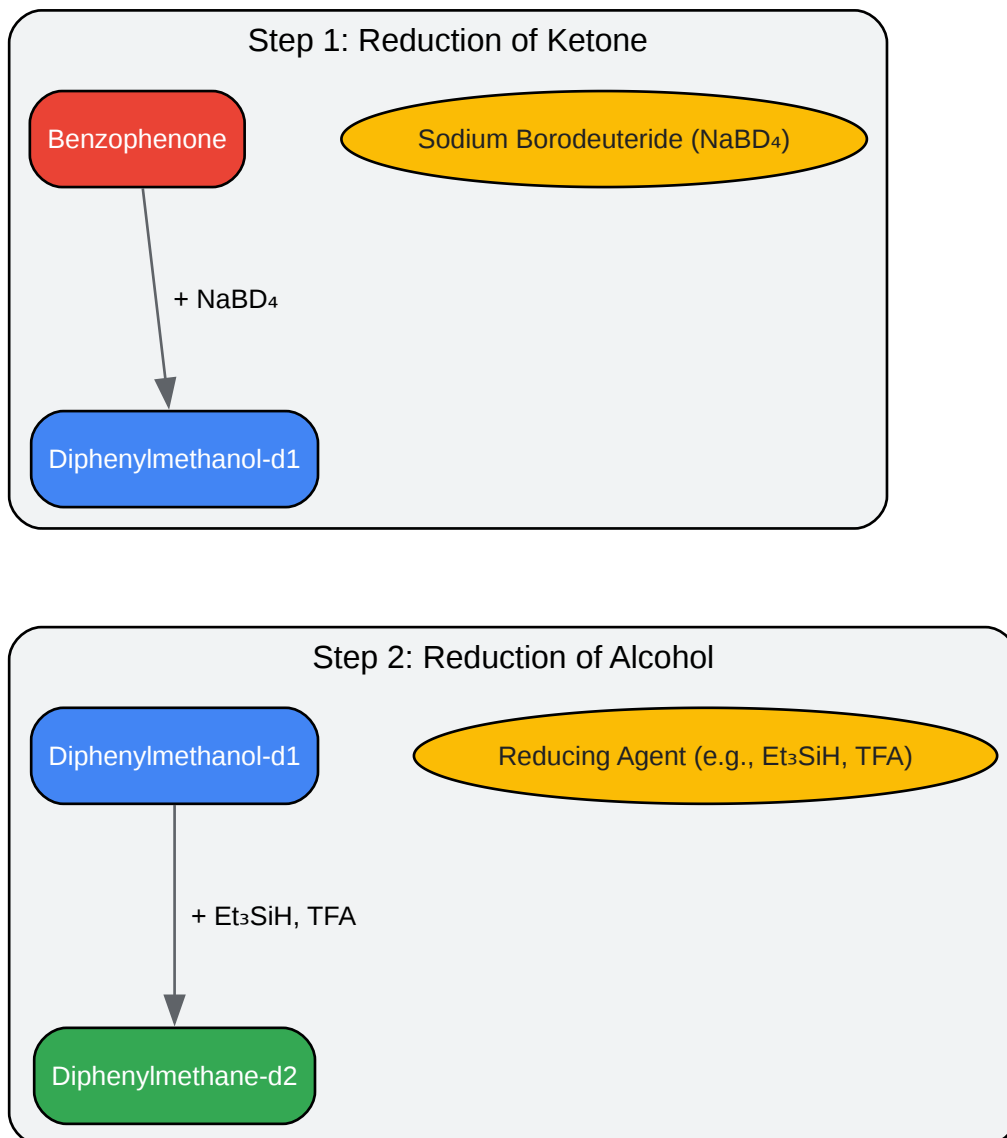 Step 1: Reduction of Ketone
Benzophenone
Sodium Borodeuteride (NaBD₄)
+ NaBD₄
Diphenylmethanol-d1
Step 2: Reduction of Alcohol
Diphenylmethanol-d1
Reducing Agent (e.g., Et₃SiH, TFA)
+ Et₃SiH, TFA
Diphenylmethane-d2